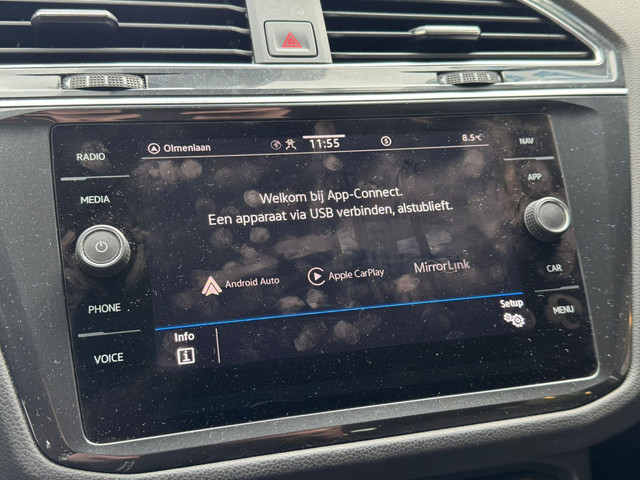 RADIO
MEDIA
PHONE
VOICE
Olmenlaan 11:55 8.5°C
Welkom bij App-Connect.
Een apparaat via USB verbinden, alstublieft.
Android Auto Apple CarPlay MirrorLink
Info Setup
NAV
APP
CAR
MENU